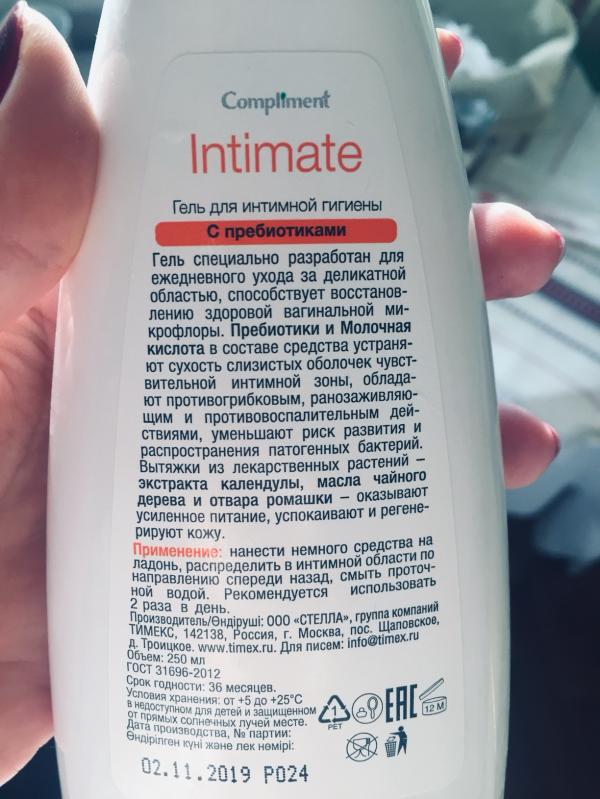 Compliment
Intimate
Гель для интимной гигиены
С пребиотиками
Гель специально разработан для
ежедневного ухода за деликатной
областью, способствует восстанов-
лению здоровой вагинальной ми-
крофлоры. Пребиотики и Молочная
кислота в составе средства устраня-
ют сухость слизистых оболочек чувст-
вительной интимной зоны, облада-
ют противогрибковым, ранозаживляю-
щим и противовоспалительным дей-
ствиями, уменьшают риск развития и
распространения патогенных бактерий.
Вытяжки из лекарственных растений –
экстракта календулы, масла чайного
дерева и отвара ромашки – оказывают
усиленное питание, успокаивают и регене-
рируют кожу.
Применение: нанести немного средства на
ладонь, распределить в интимной области по
направлению спереди назад, смыть проточ-
ной водой. Рекомендуется использовать
2 раза в день.
Производитель/Өндіруші: ООО «СТЕЛЛА», группа компаний
ТИМЕКС, 142138, Россия, г. Москва, пос. Щаповское,
д. Троицкое. www.timex.ru. Для писем: info@timex.ru
Объем: 250 мл
ГОСТ 31696-2012
Срок годности: 36 месяцев.
Условия хранения: от +5 до +25°С
в недоступном для детей и защищенном
от прямых солнечных лучей месте.
Дата производства, № партии:
Өндірілген күні және лек нөмірі:
1
PET
EAC
12 M
02.11.2019 P024